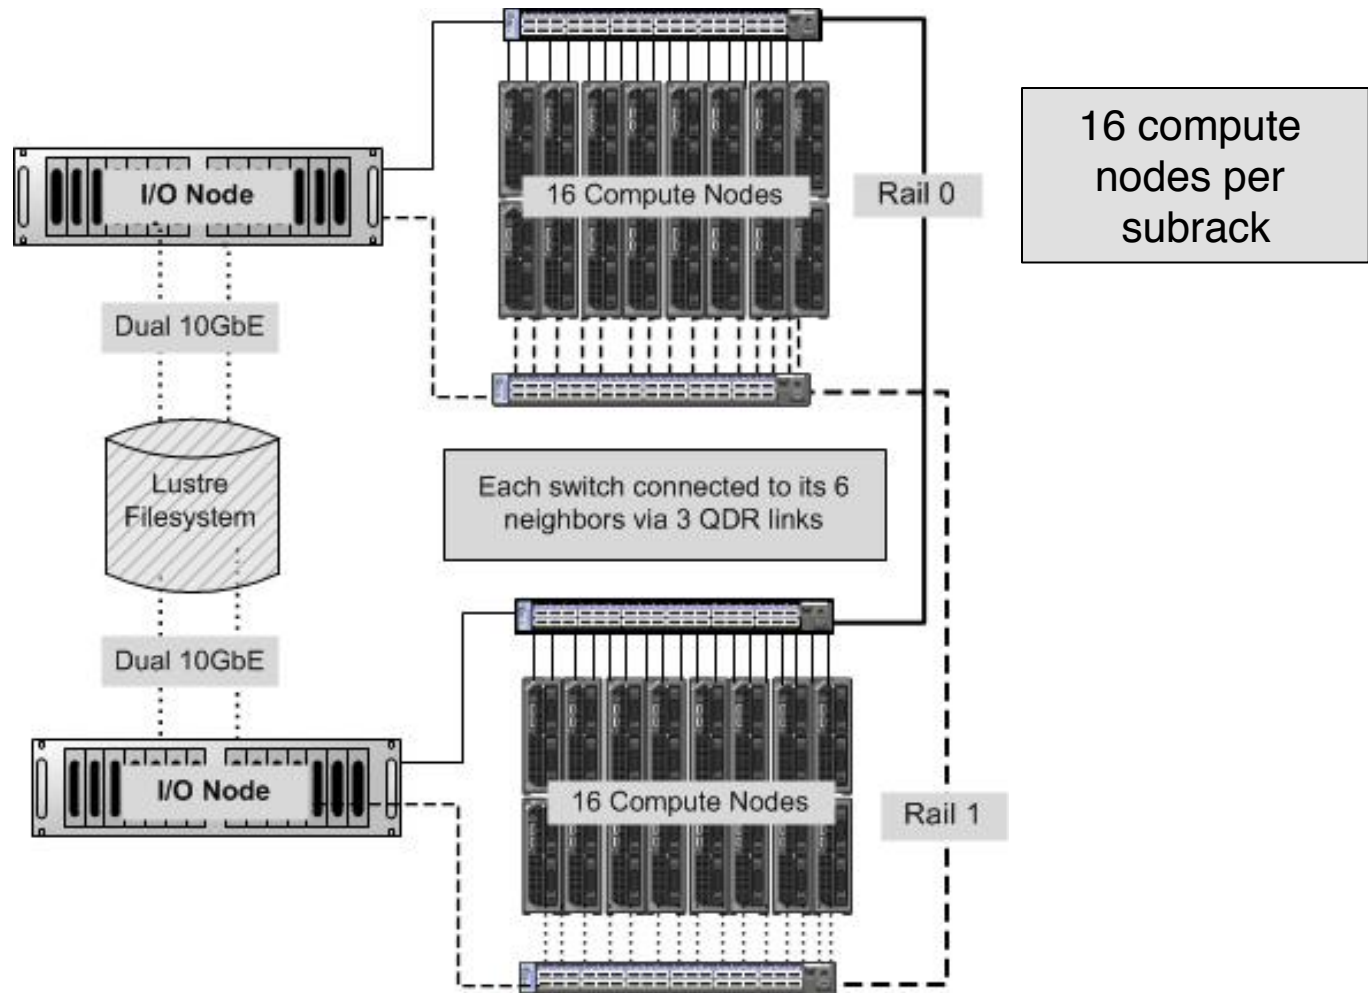 16 compute
nodes per
subrack
I/O Node
16 Compute Nodes
Rail 0
Dual 10GbE
Lustre
Filesystem
Each switch connected to its 6
neighbors via 3 QDR links
Dual 10GbE
I/O Node
16 Compute Nodes
Rail 1